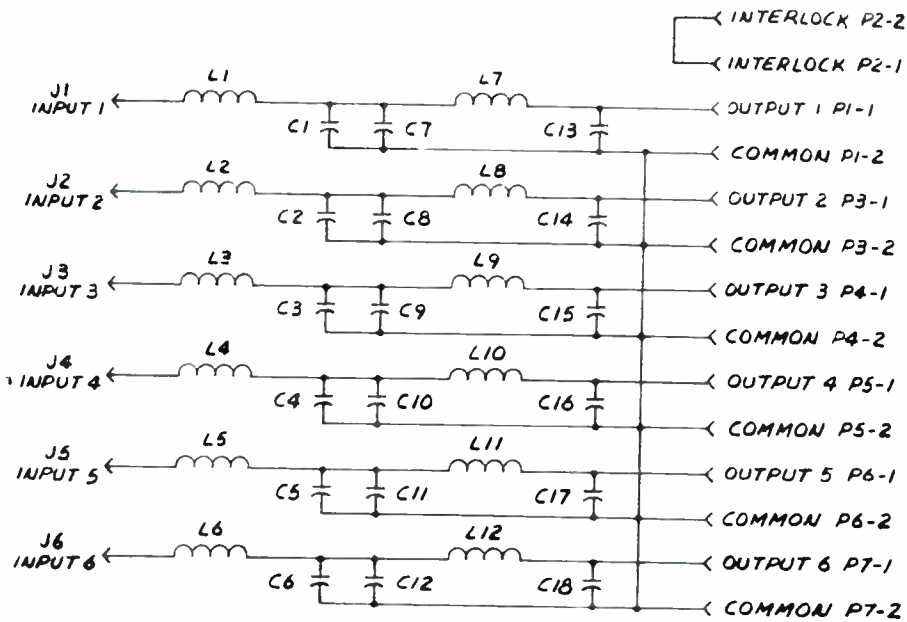 INTERLOCK P2-2
INTERLOCK P2-1
J1
INPUT 1
L1
L7
C1
C7
C13
OUTPUT 1 P1-1
COMMON P1-2
J2
INPUT 2
L2
L8
C2
C8
C14
OUTPUT 2 P3-1
COMMON P3-2
J3
INPUT 3
L3
L9
C3
C9
C15
OUTPUT 3 P4-1
COMMON P4-2
J4
INPUT 4
L4
L10
C4
C10
C16
OUTPUT 4 P5-1
COMMON P5-2
J5
INPUT 5
L5
L11
C5
C11
C17
OUTPUT 5 P6-1
COMMON P6-2
J6
INPUT 6
L6
L12
C6
C12
C18
OUTPUT 6 P7-1
COMMON P7-2